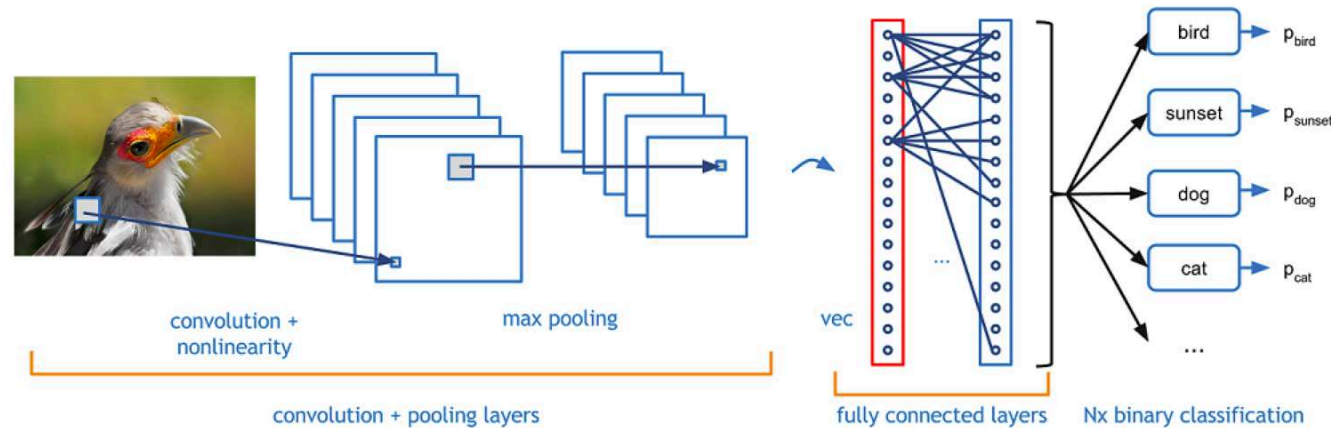 convolution +
nonlinearity
max pooling
convolution + pooling layers
vec
...
fully connected layers
bird
p_bird
sunset
p_sunset
dog
p_dog
cat
p_cat
...
Nx binary classification